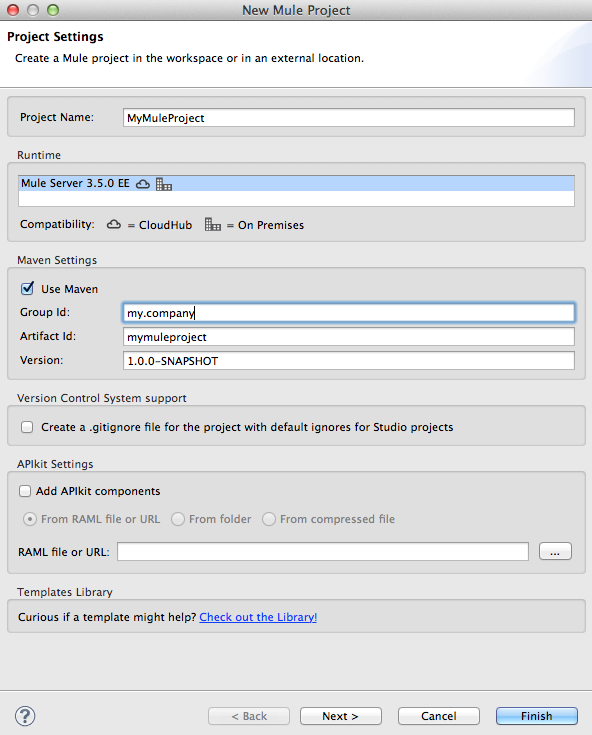 New Mule Project
Project Settings
Create a Mule project in the workspace or in an external location.
Project Name: MyMuleProject
Runtime
Mule Server 3.5.0 EE
Compatibility: = CloudHub = On Premises
Maven Settings
Use Maven
Group Id: my.company
Artifact Id: mymuleproject
Version: 1.0.0-SNAPSHOT
Version Control System support
Create a .gitignore file for the project with default ignores for Studio projects
APIkit Settings
Add APIkit components
From RAML file or URL From folder From compressed file
RAML file or URL: ...
Templates Library
Curious if a template might help? Check out the Library!
? < Back Next > Cancel Finish